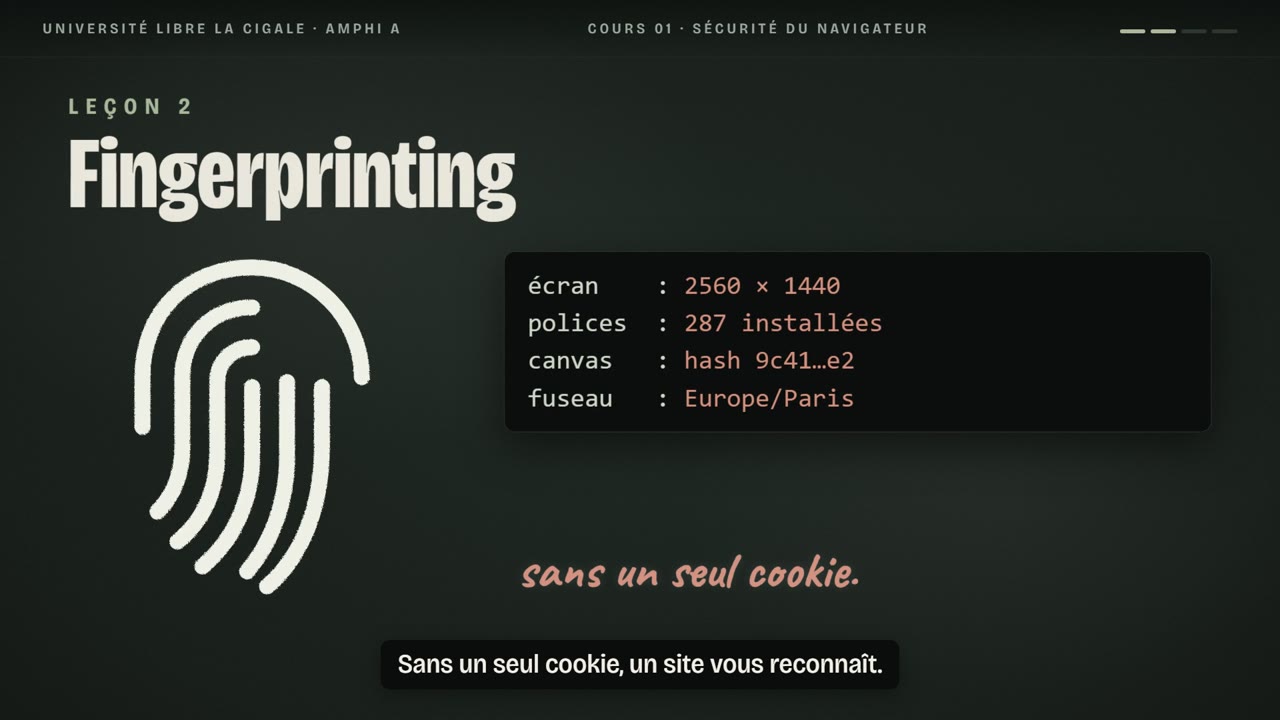 UNIVERSITÉ LIBRE LA CIGALE · AMPHI A
COURS 01 · SÉCURITÉ DU NAVIGATEUR
LEÇON 2
Fingerprinting
écran : 2560 × 1440
polices : 287 installées
canvas : hash 9c41…e2
fuseau : Europe/Paris
sans un seul cookie.
Sans un seul cookie, un site vous reconnaît.